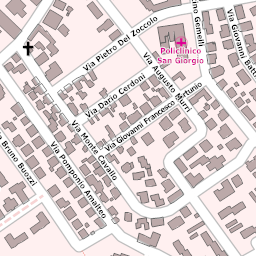 Via Pietro Del Zoccolo
Gemelli
Via Giovanni Batt
Policlinico
San Giorgio
Via Dario Cerdoni
Via Augusto Murri
Via Giovanni Francesco Fortunio
Via Monte Cavallo
Via Pomponio Amalteo
Via Bruno Buozzi